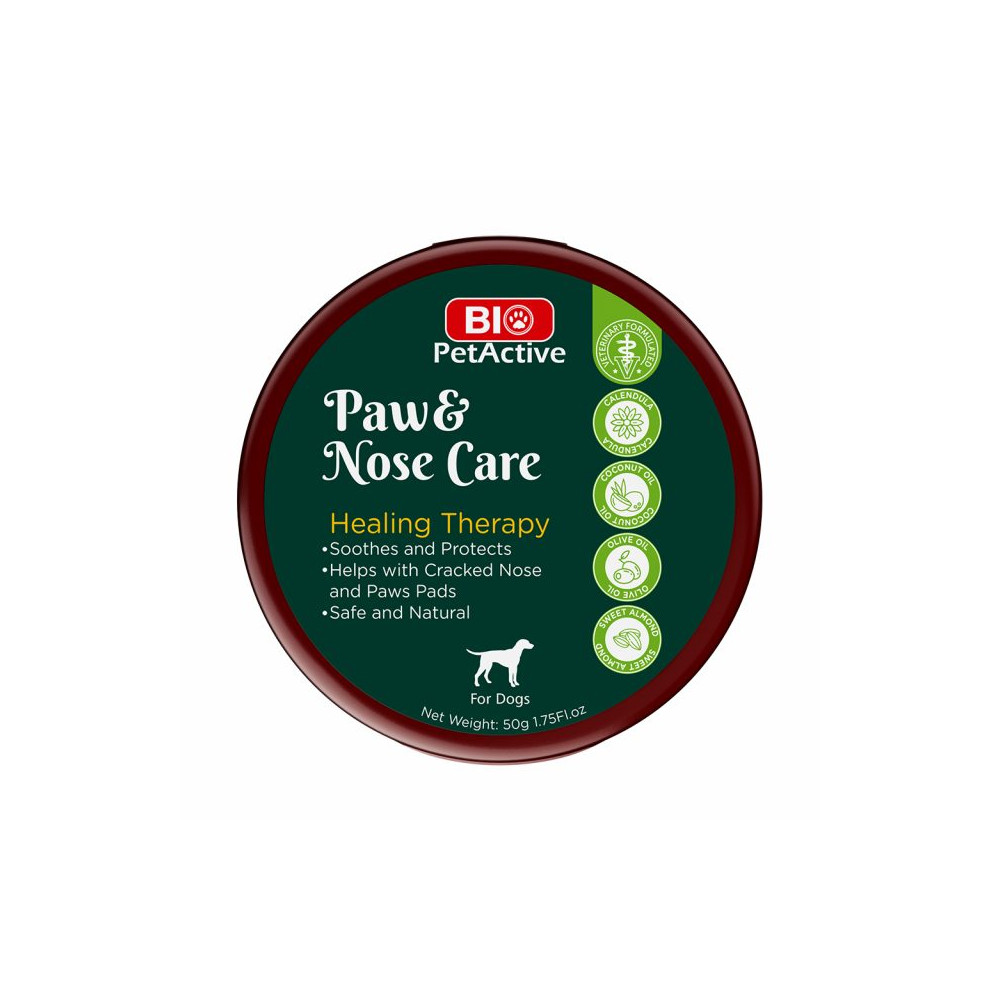 BIO
PetActive
Paw &
Nose Care
Healing Therapy
•Soothes and Protects
•Helps with Cracked Nose
and Paws Pads
•Safe and Natural
For Dogs
Net Weight: 50g 1.75Fl.oz
VETERINARY FORMULATED
V
CALENDULA
CALENDULA
COCONUT OIL
COCONUT OIL
OLIVE OIL
OLIVE OIL
SWEET ALMOND
SWEET ALMOND